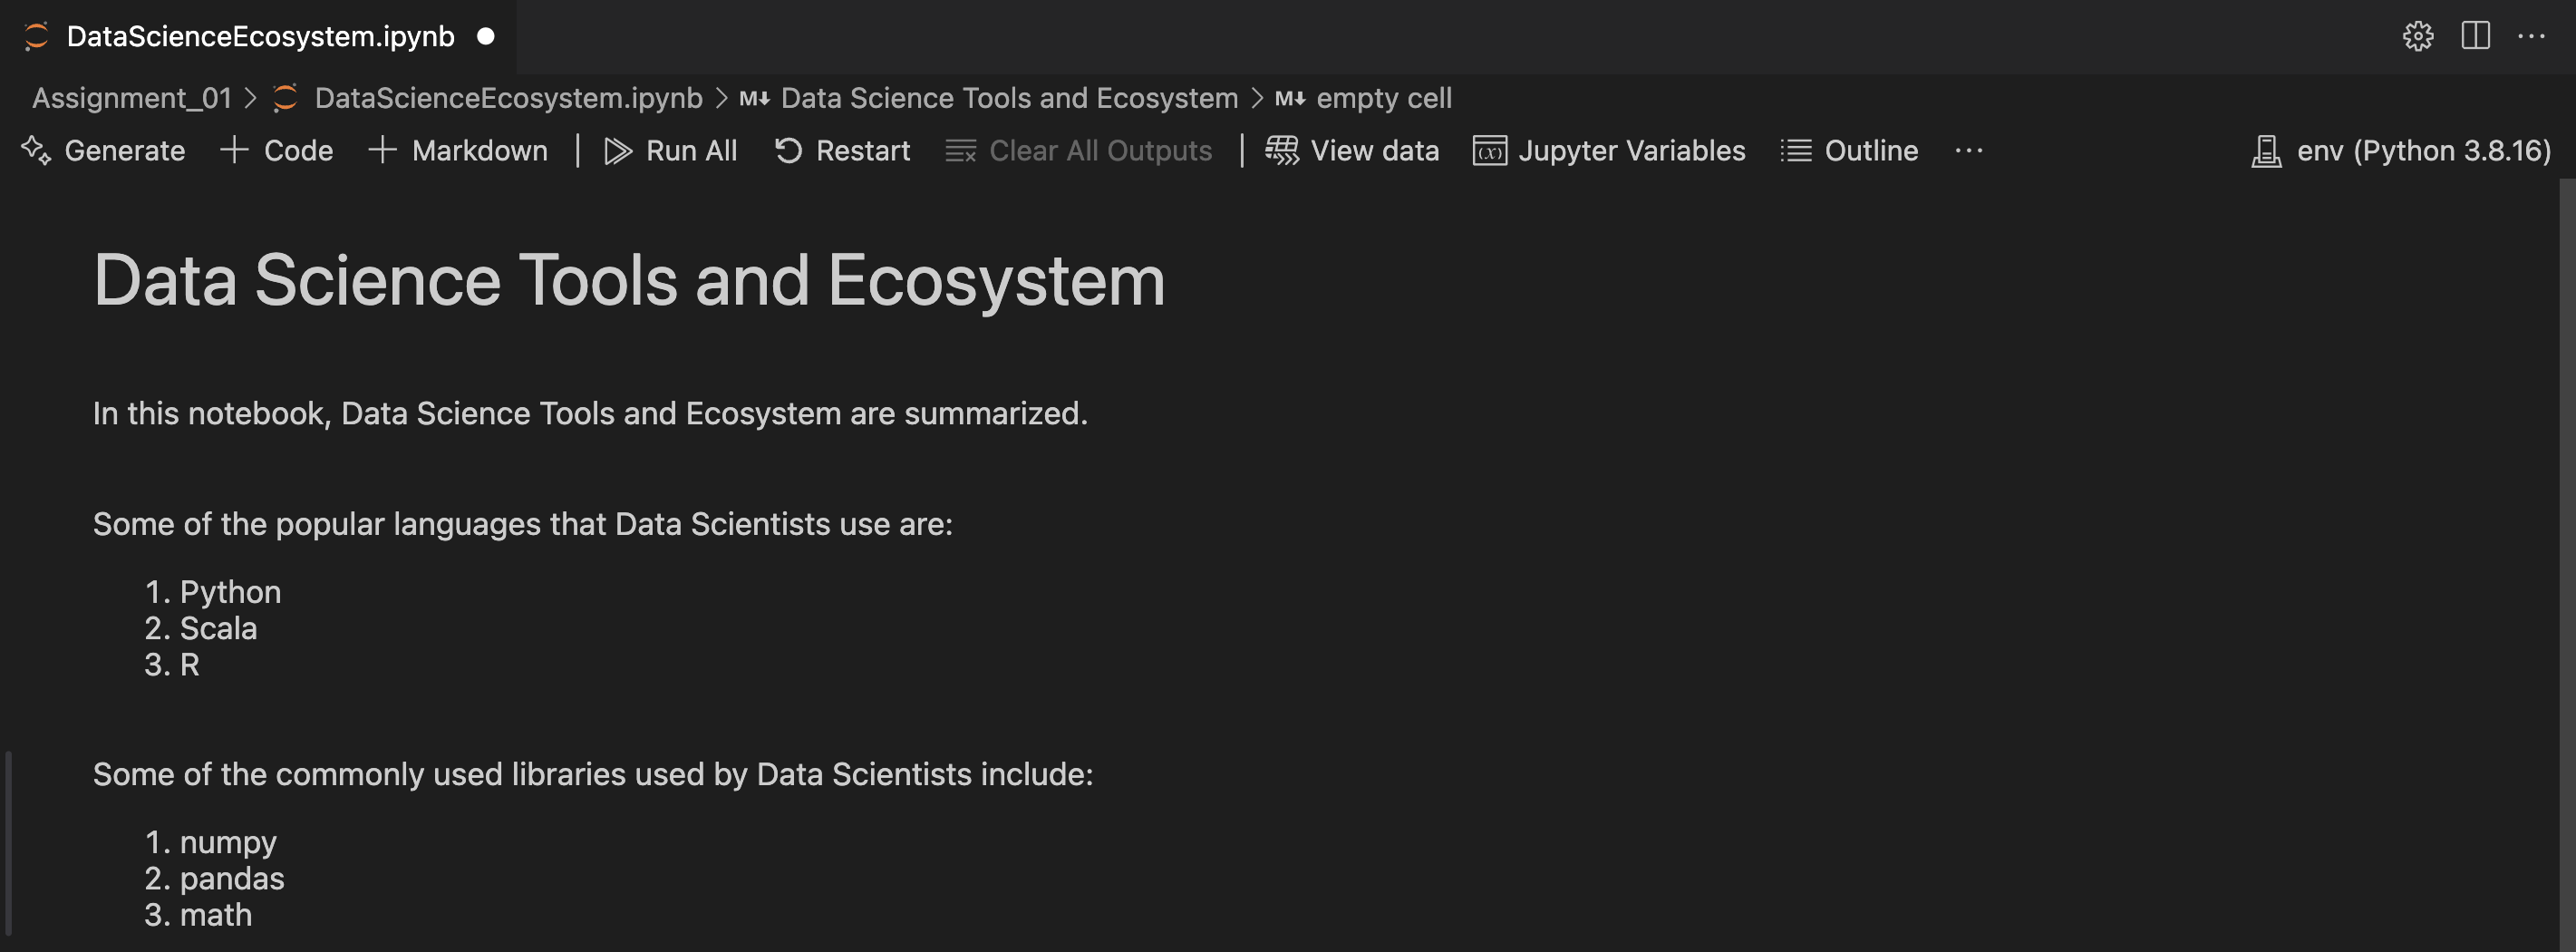 DataScienceEcosystem.ipynb
Assignment_01 > DataScienceEcosystem.ipynb > M↓ Data Science Tools and Ecosystem > M↓ empty cell
Generate + Code + Markdown | Run All Restart Clear All Outputs | View data (x) Jupyter Variables Outline ... env (Python 3.8.16)
Data Science Tools and Ecosystem
In this notebook, Data Science Tools and Ecosystem are summarized.
Some of the popular languages that Data Scientists use are:
1. Python
2. Scala
3. R
Some of the commonly used libraries used by Data Scientists include:
1. numpy
2. pandas
3. math